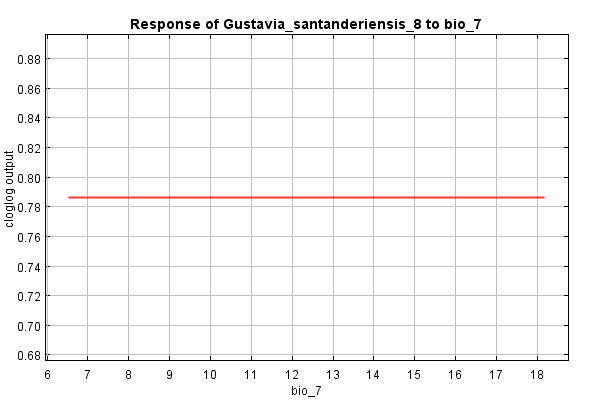 Response of Gustavia_santanderiensis_8 to bio_7
0.88
0.86
0.84
0.82
0.80
0.78
0.76
0.74
0.72
0.70
0.68
cloglog output
6 7 8 9 10 11 12 13 14 15 16 17 18
bio_7